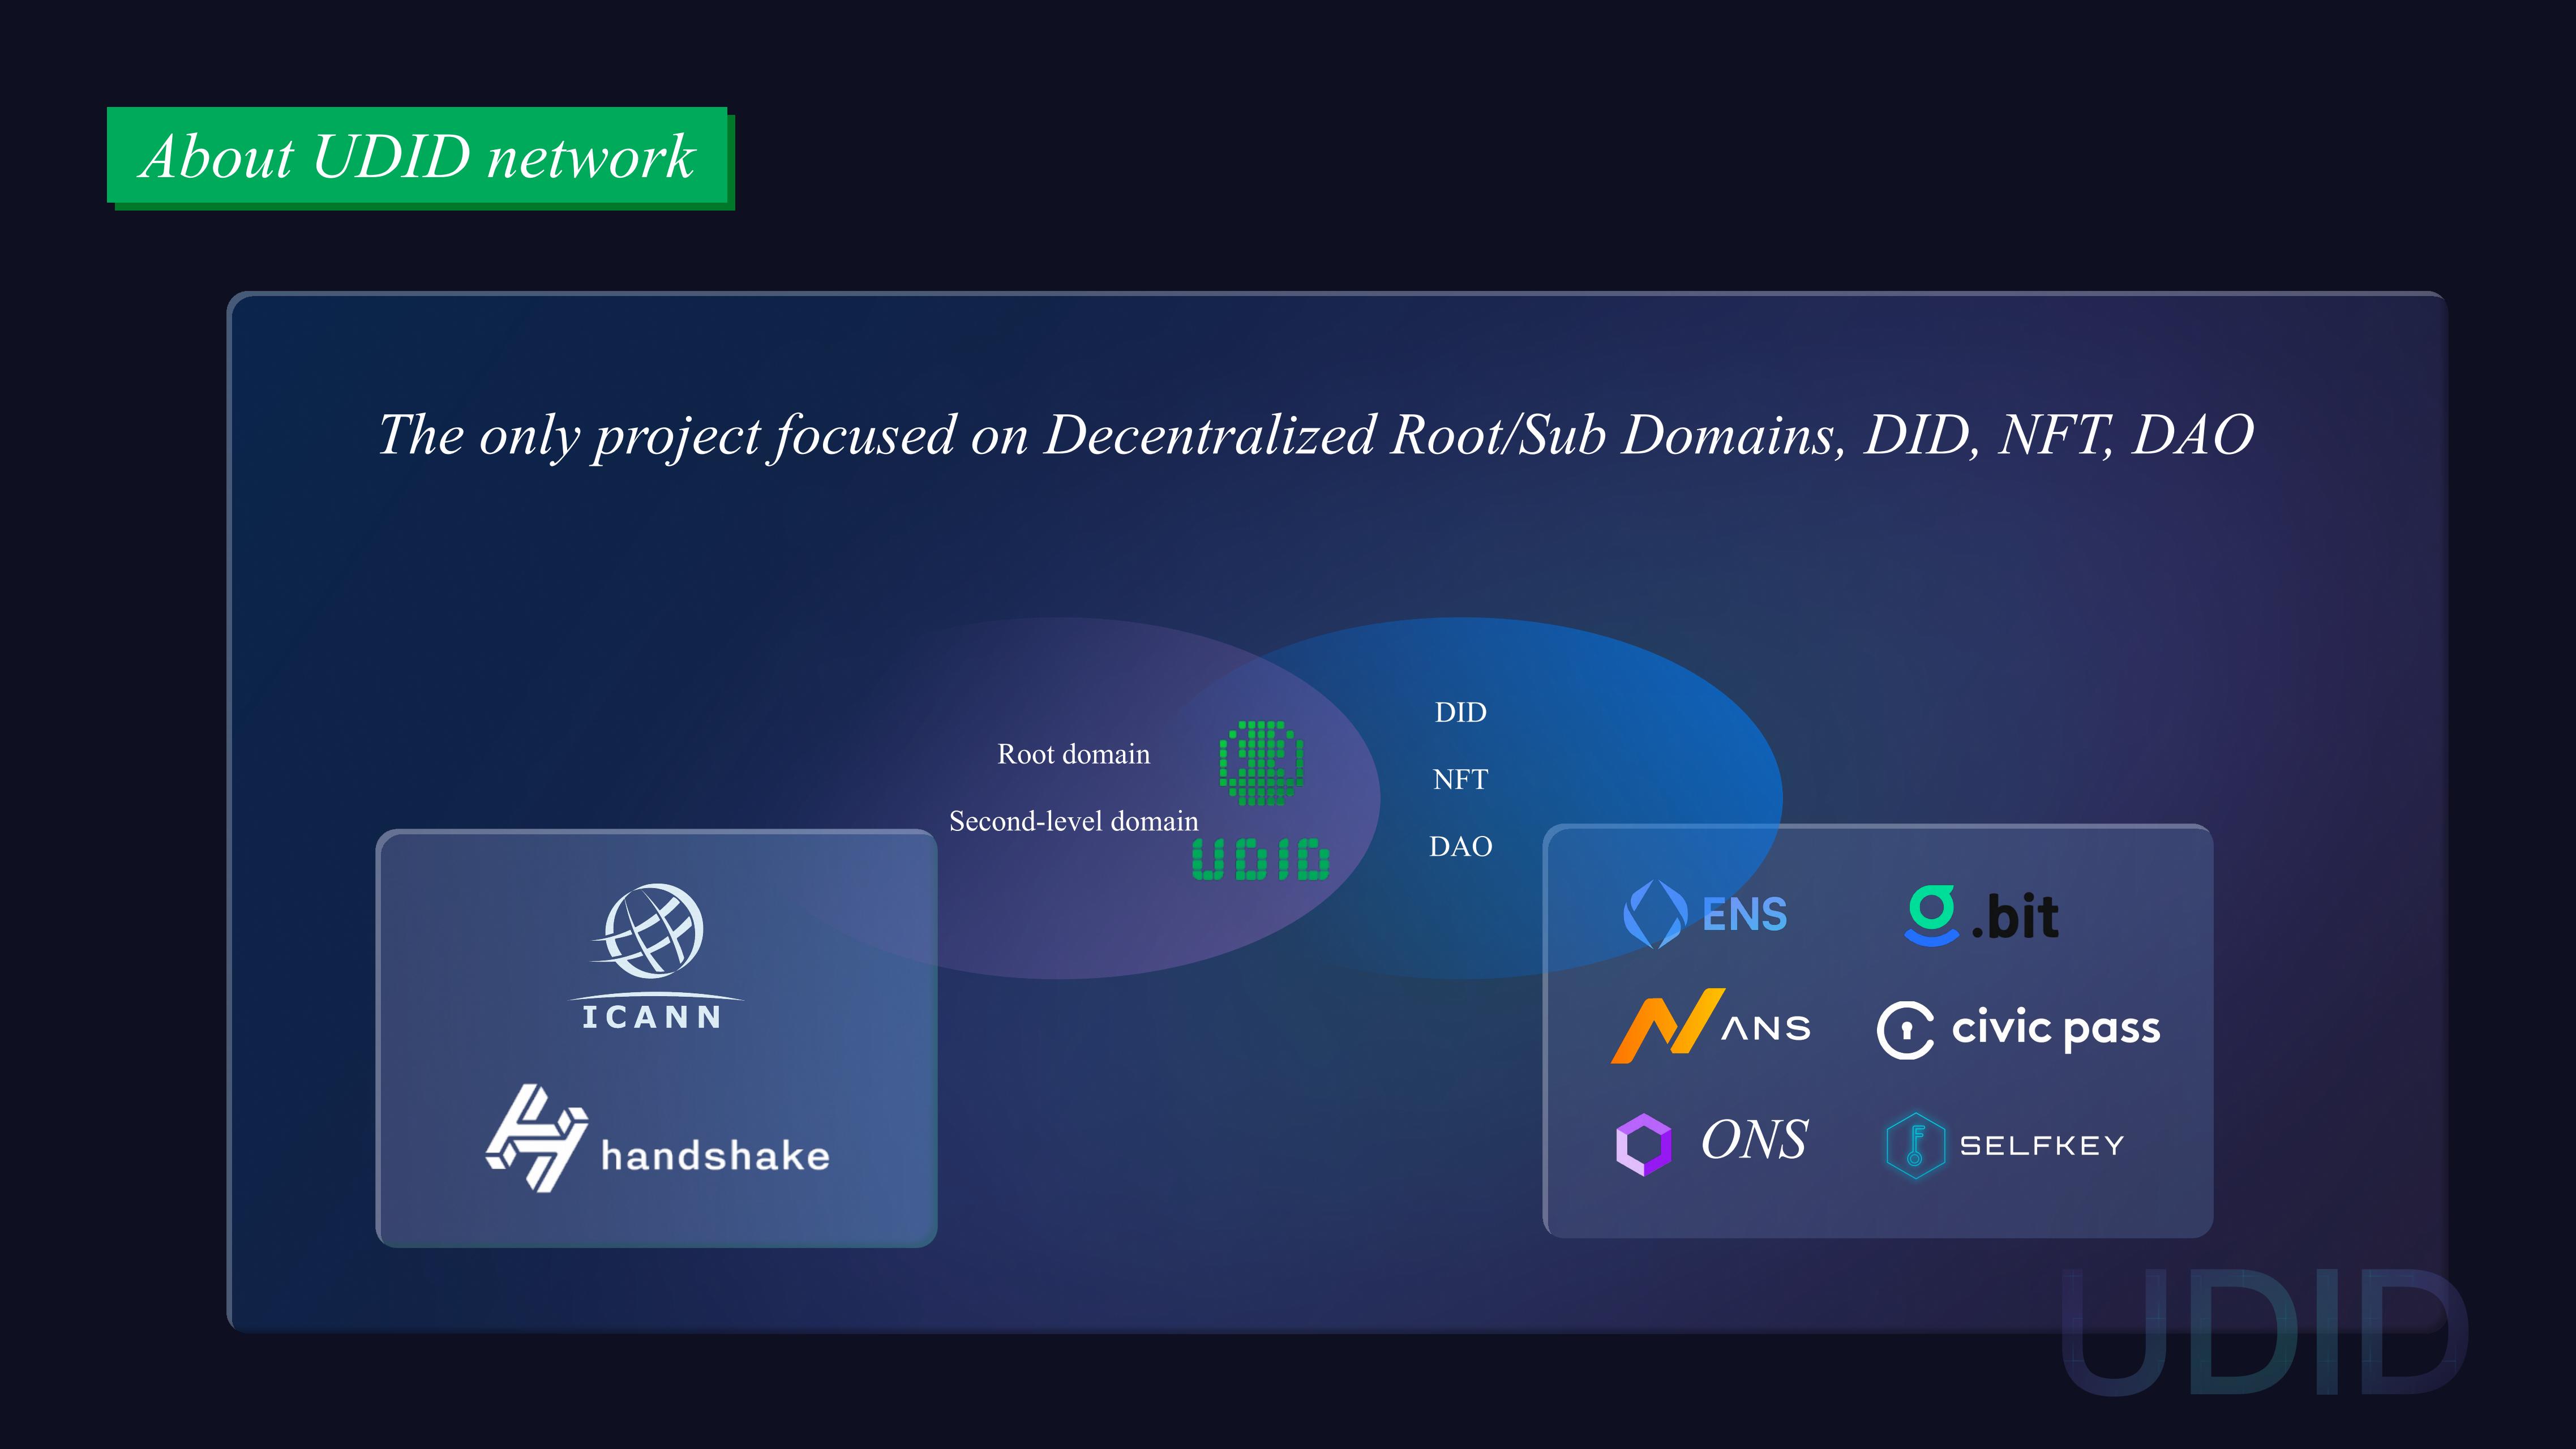 About UDID network
The only project focused on Decentralized Root/Sub Domains, DID, NFT, DAO
Root domain
Second-level domain
UDID
DID
NFT
DAO
ICANN
handshake
ENS
.bit
ANS
civic pass
ONS
SELFKEY
UDID